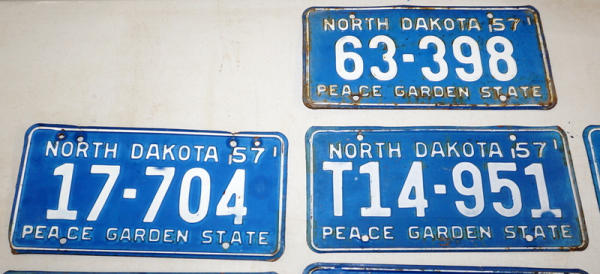 NORTH DAKOTA 57
63-398
PEACE GARDEN STATE
NORTH DAKOTA 57
17-704
PEACE GARDEN STATE
NORTH DAKOTA 57
T14-951
PEACE GARDEN STATE